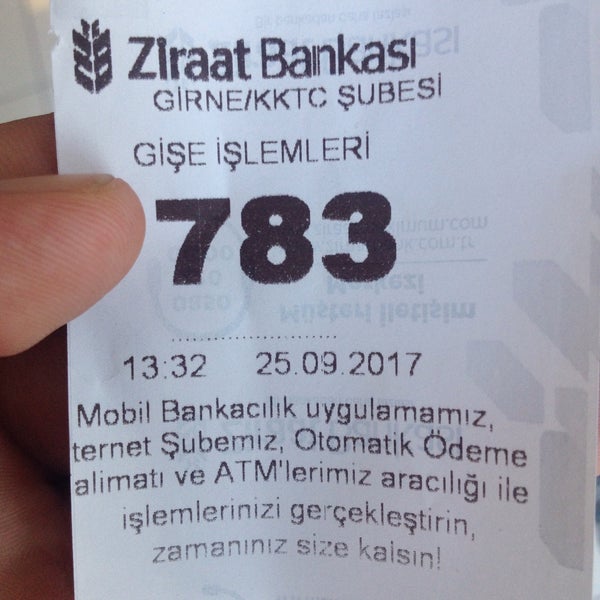 Ziraat Bankası
GİRNE/KKTC ŞUBESİ
GİŞE İŞLEMLERİ
783
13:32 25.09.2017
Mobil Bankacılık uygulamamız,
ternet Şubemiz, Otomatik Ödeme
alimatı ve ATM'lerimiz aracılığı ile
işlemlerinizi gerçekleştirin,
zamanınız size kalsın!